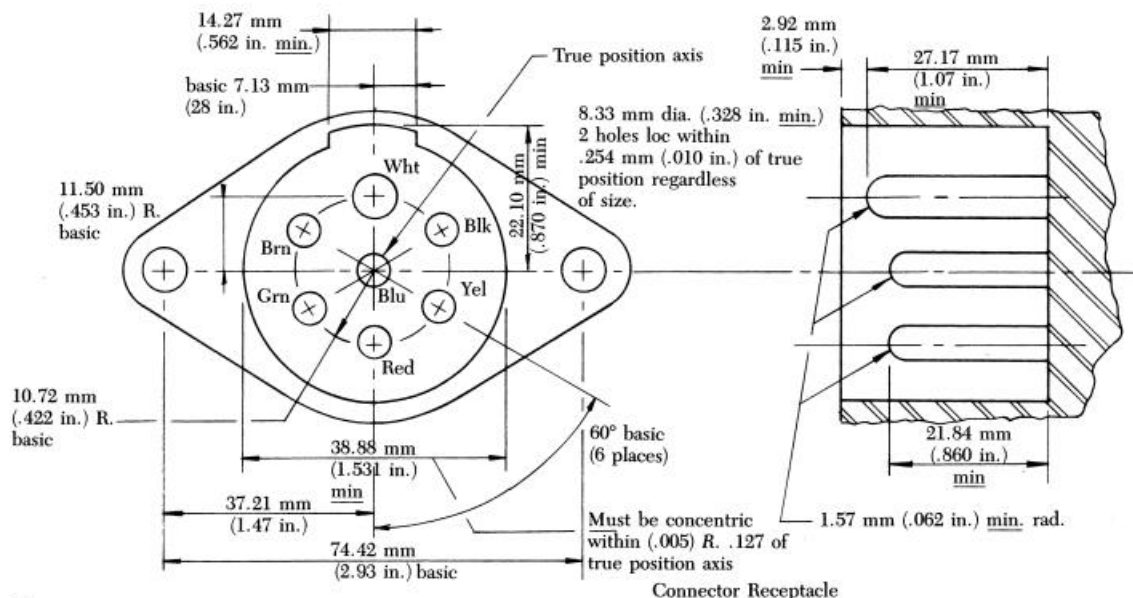 14.27 mm
(.562 in. min.)
basic 7.13 mm
(28 in.)
True position axis
2.92 mm
(.115 in.)
min
27.17 mm
(1.07 in.)
min
8.33 mm dia. (.328 in. min.)
2 holes loc within
.254 mm (.010 in.) of true
position regardless
of size.
22.10 mm
(.870 in.) min
11.50 mm
(.453 in.) R.
basic
Wht
Brn
Blk
Grn
Blu
Yel
Red
10.72 mm
(.422 in.) R.
basic
60° basic
(6 places)
38.88 mm
(1.531 in.)
min
37.21 mm
(1.47 in.)
74.42 mm
(2.93 in.) basic
Must be concentric
within (.005) R. .127 of
true position axis
21.84 mm
(.860 in.)
min
1.57 mm (.062 in.) min. rad.
Connector Receptacle